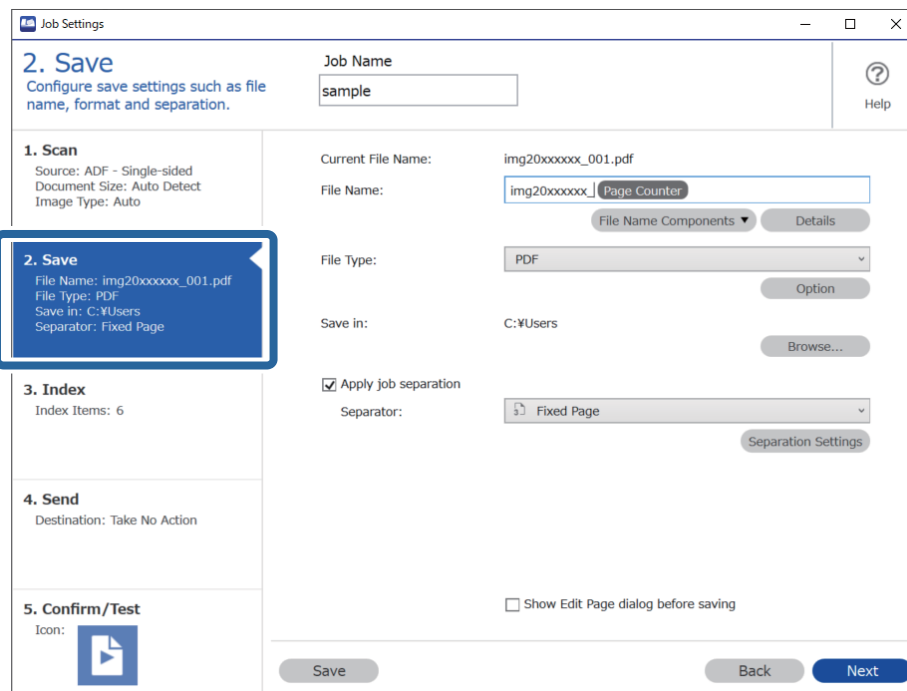 Job Settings
2. Save
Configure save settings such as file
name, format and separation.
Job Name
sample
Help
1. Scan
Source: ADF - Single-sided
Document Size: Auto Detect
Image Type: Auto
2. Save
File Name: img20xxxxxx_001.pdf
File Type: PDF
Save in: C:¥Users
Separator: Fixed Page
3. Index
Index Items: 6
4. Send
Destination: Take No Action
5. Confirm/Test
Icon:
Current File Name: img20xxxxxx_001.pdf
File Name: img20xxxxxx_ Page Counter
File Name Components ▼ Details
File Type: PDF
Option
Save in: C:¥Users
Browse...
Apply job separation
Separator: Fixed Page
Separation Settings
Show Edit Page dialog before saving
Save Back Next